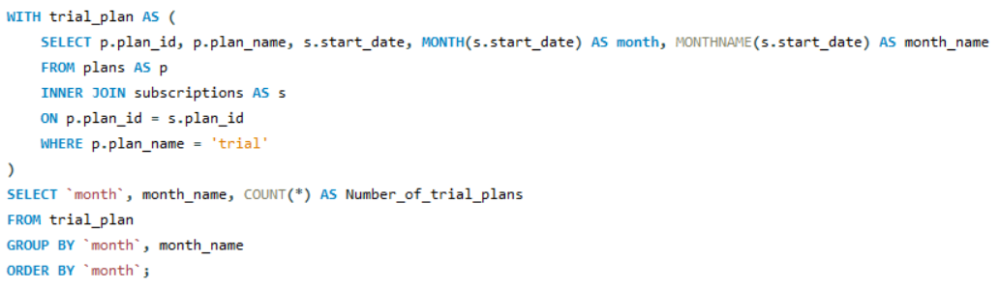 WITH trial_plan AS (
    SELECT p.plan_id, p.plan_name, s.start_date, MONTH(s.start_date) AS month, MONTHNAME(s.start_date) AS month_name
    FROM plans AS p
    INNER JOIN subscriptions AS s
    ON p.plan_id = s.plan_id
    WHERE p.plan_name = 'trial'
)
SELECT `month`, month_name, COUNT(*) AS Number_of_trial_plans
FROM trial_plan
GROUP BY `month`, month_name
ORDER BY `month`;